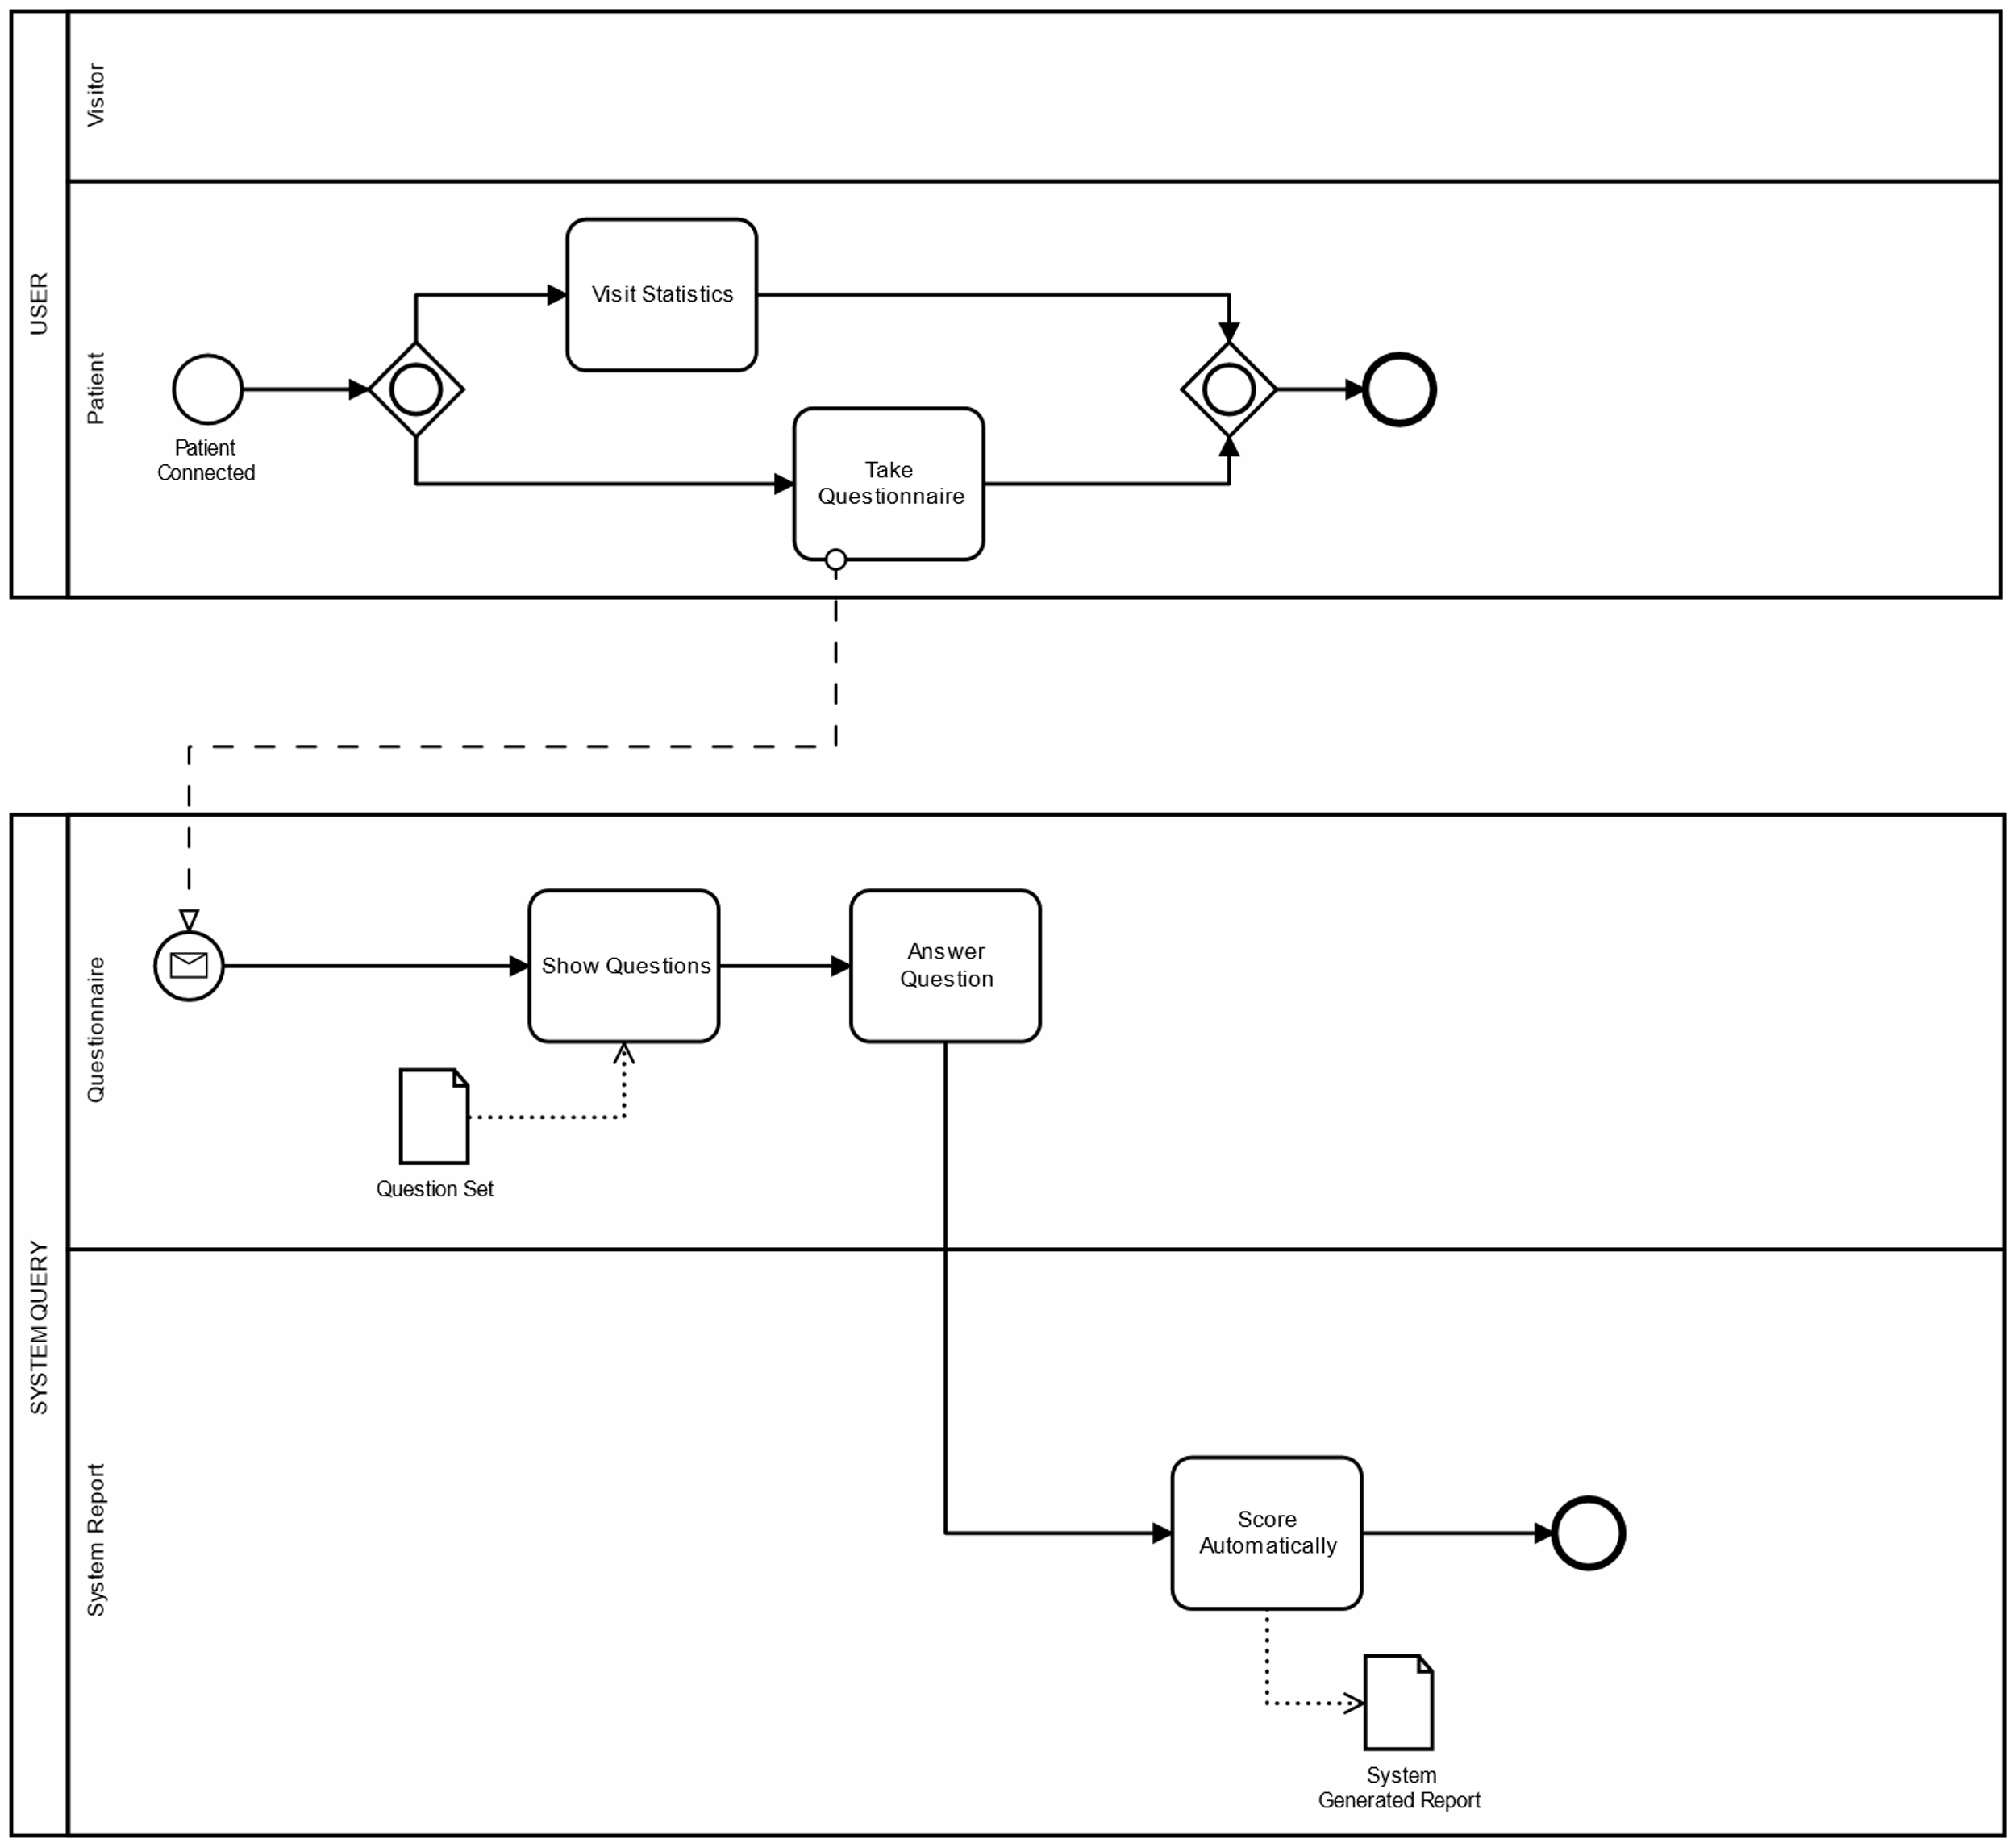 USER
Visitor
Patient
Visit Statistics
Patient
Connected
Take
Questionnaire
SYSTEM QUERY
Questionnaire
Show Questions
Answer
Question
Question Set
System Report
Score
Automatically
System
Generated Report